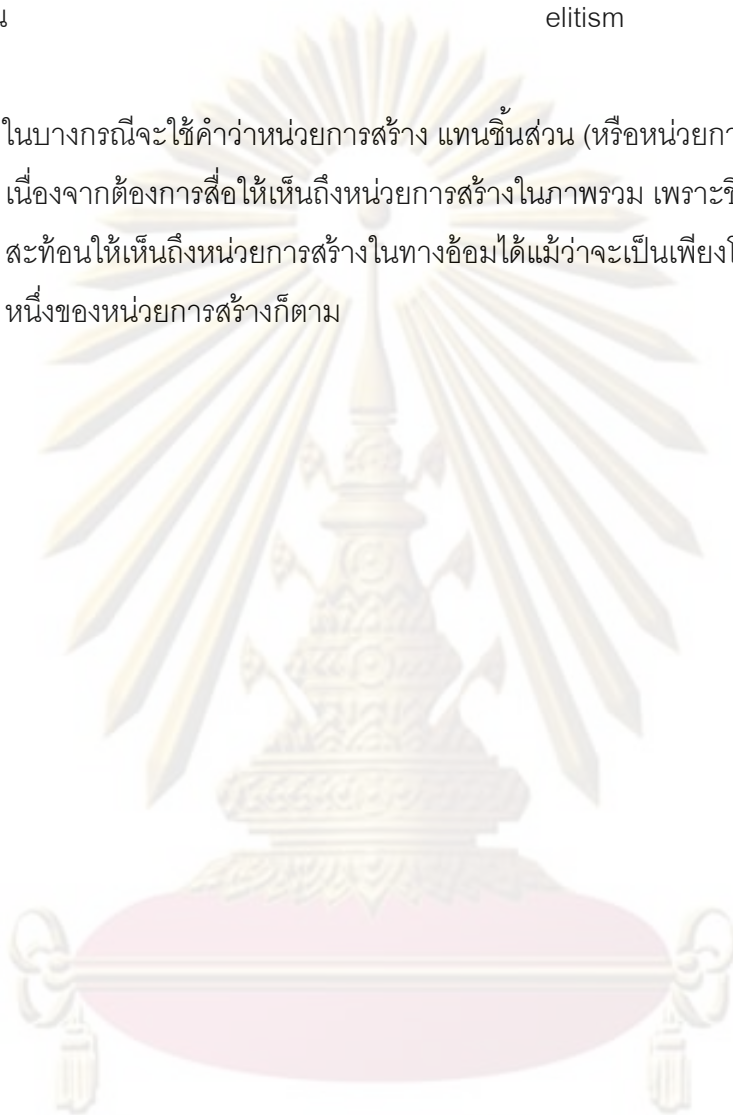 elitism
ในบางกรณีจะใช้คำว่าหน่วยการสร้าง แทนชิ้นส่วน (หรือหน่วยกา
เนื่องจากต้องการสื่อให้เห็นถึงหน่วยการสร้างในภาพรวม เพราะชิ
สะท้อนให้เห็นถึงหน่วยการสร้างในทางอ้อมได้แม้ว่าจะเป็นเพียงโ
หนึ่งของหน่วยการสร้างก็ตาม